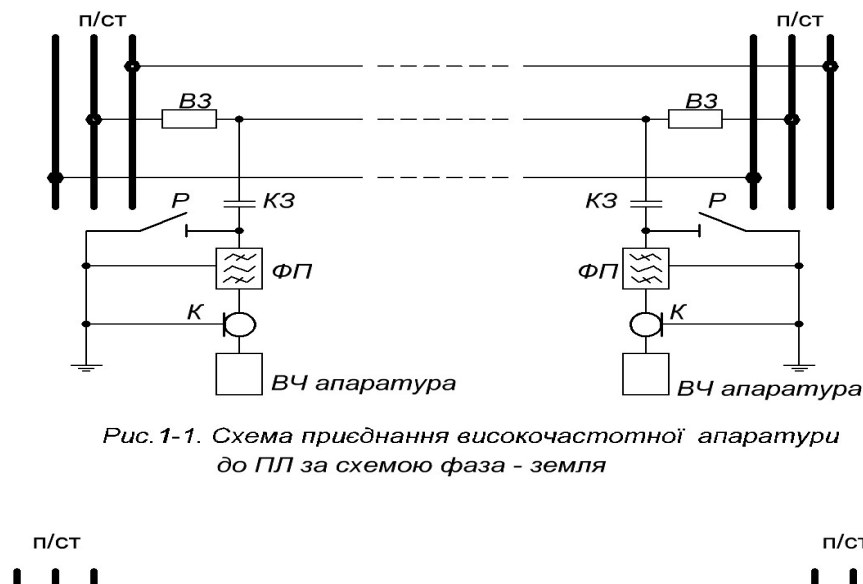 п/ст п/ст
ВЗ ВЗ
Р КЗ КЗ Р
ФП ФП
К К
ВЧ апаратура ВЧ апаратура
Рис.1-1. Схема приєднання високочастотної апаратури
до ПЛ за схемою фаза - земля
п/ст п/ст